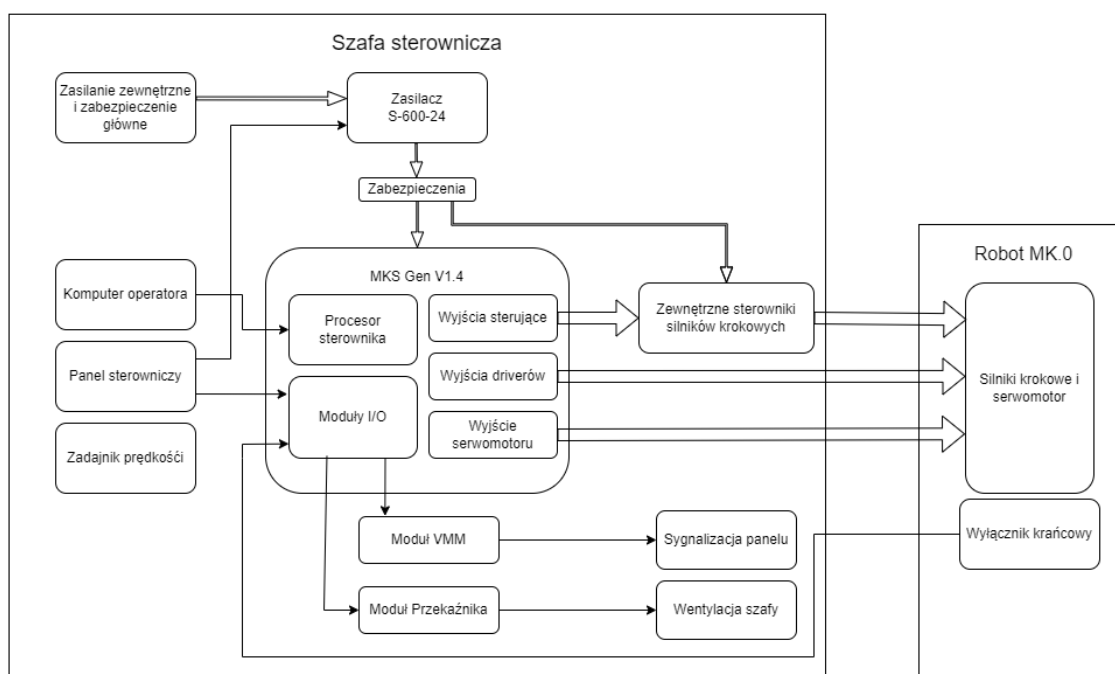 Szafa sterownicza
Zasilanie zewnętrzne
i zabezpieczenie
główne
Zasilacz
S-600-24
Zabezpieczenia
Robot MK.0
MKS Gen V1.4
Komputer operatora
Procesor
sterownika
Wyjścia sterujące
Zewnętrzne sterowniki
silników krokowych
Panel sterowniczy
Moduły I/O
Wyjścia driverów
Silniki krokowe i
serwomotor
Zadajnik prędkośći
Wyjście
serwomotoru
Moduł VMM
Sygnalizacja panelu
Wyłącznik krańcowy
Moduł Przekaźnika
Wentylacja szafy